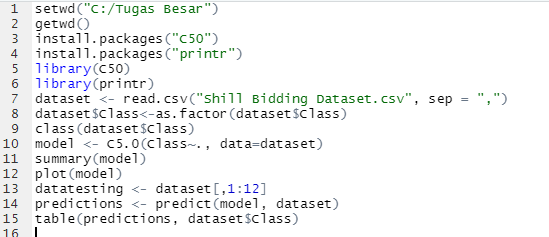 1 setwd("C:/Tugas Besar")
2 getwd()
3 install.packages("C50")
4 install.packages("printr")
5 library(C50)
6 library(printr)
7 dataset <- read.csv("Shill Bidding Dataset.csv", sep = ",")
8 dataset$Class<-as.factor(dataset$Class)
9 class(dataset$Class)
10 model <- C5.0(Class~., data=dataset)
11 summary(model)
12 plot(model)
13 datatesting <- dataset[,1:12]
14 predictions <- predict(model, dataset)
15 table(predictions, dataset$Class)
16